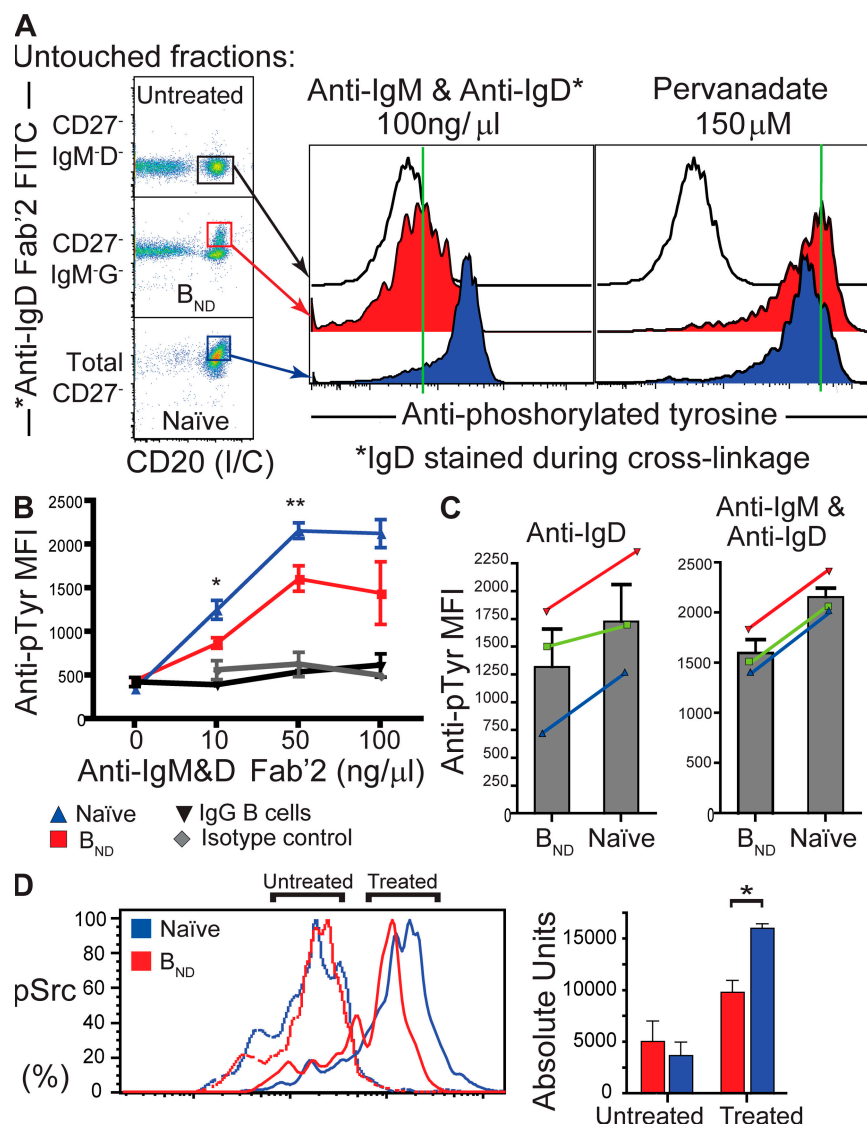 A
Untouched fractions:
*Anti-IgD Fab'2 FITC
Untreated
CD27-
IgM-D-
CD27-
IgM-G-
BND
Total
CD27-
Naïve
CD20 (I/C)
Anti-IgM & Anti-IgD*
100ng/ μl
Pervanadate
150μM
Anti-phoshorylated tyrosine
*IgD stained during cross-linkage
B
Anti-pTyr MFI
2500
2000
1500
1000
500
0
* **
0 10 50 100
Anti-IgM&D Fab'2 (ng/μl)
Naïve
BND
IgG B cells
Isotype control
C
Anti-pTyr MFI
Anti-IgD
2250
2000
1750
1500
1250
1000
750
500
250
0
BND Naïve
Anti-IgM &
Anti-IgD
2500
2000
1500
1000
500
0
BND Naïve
D
pSrc
(%)
Untreated Treated
100
80
60
40
20
0
Naïve
BND
Absolute Units
15000
10000
5000
0
*
Untreated Treated